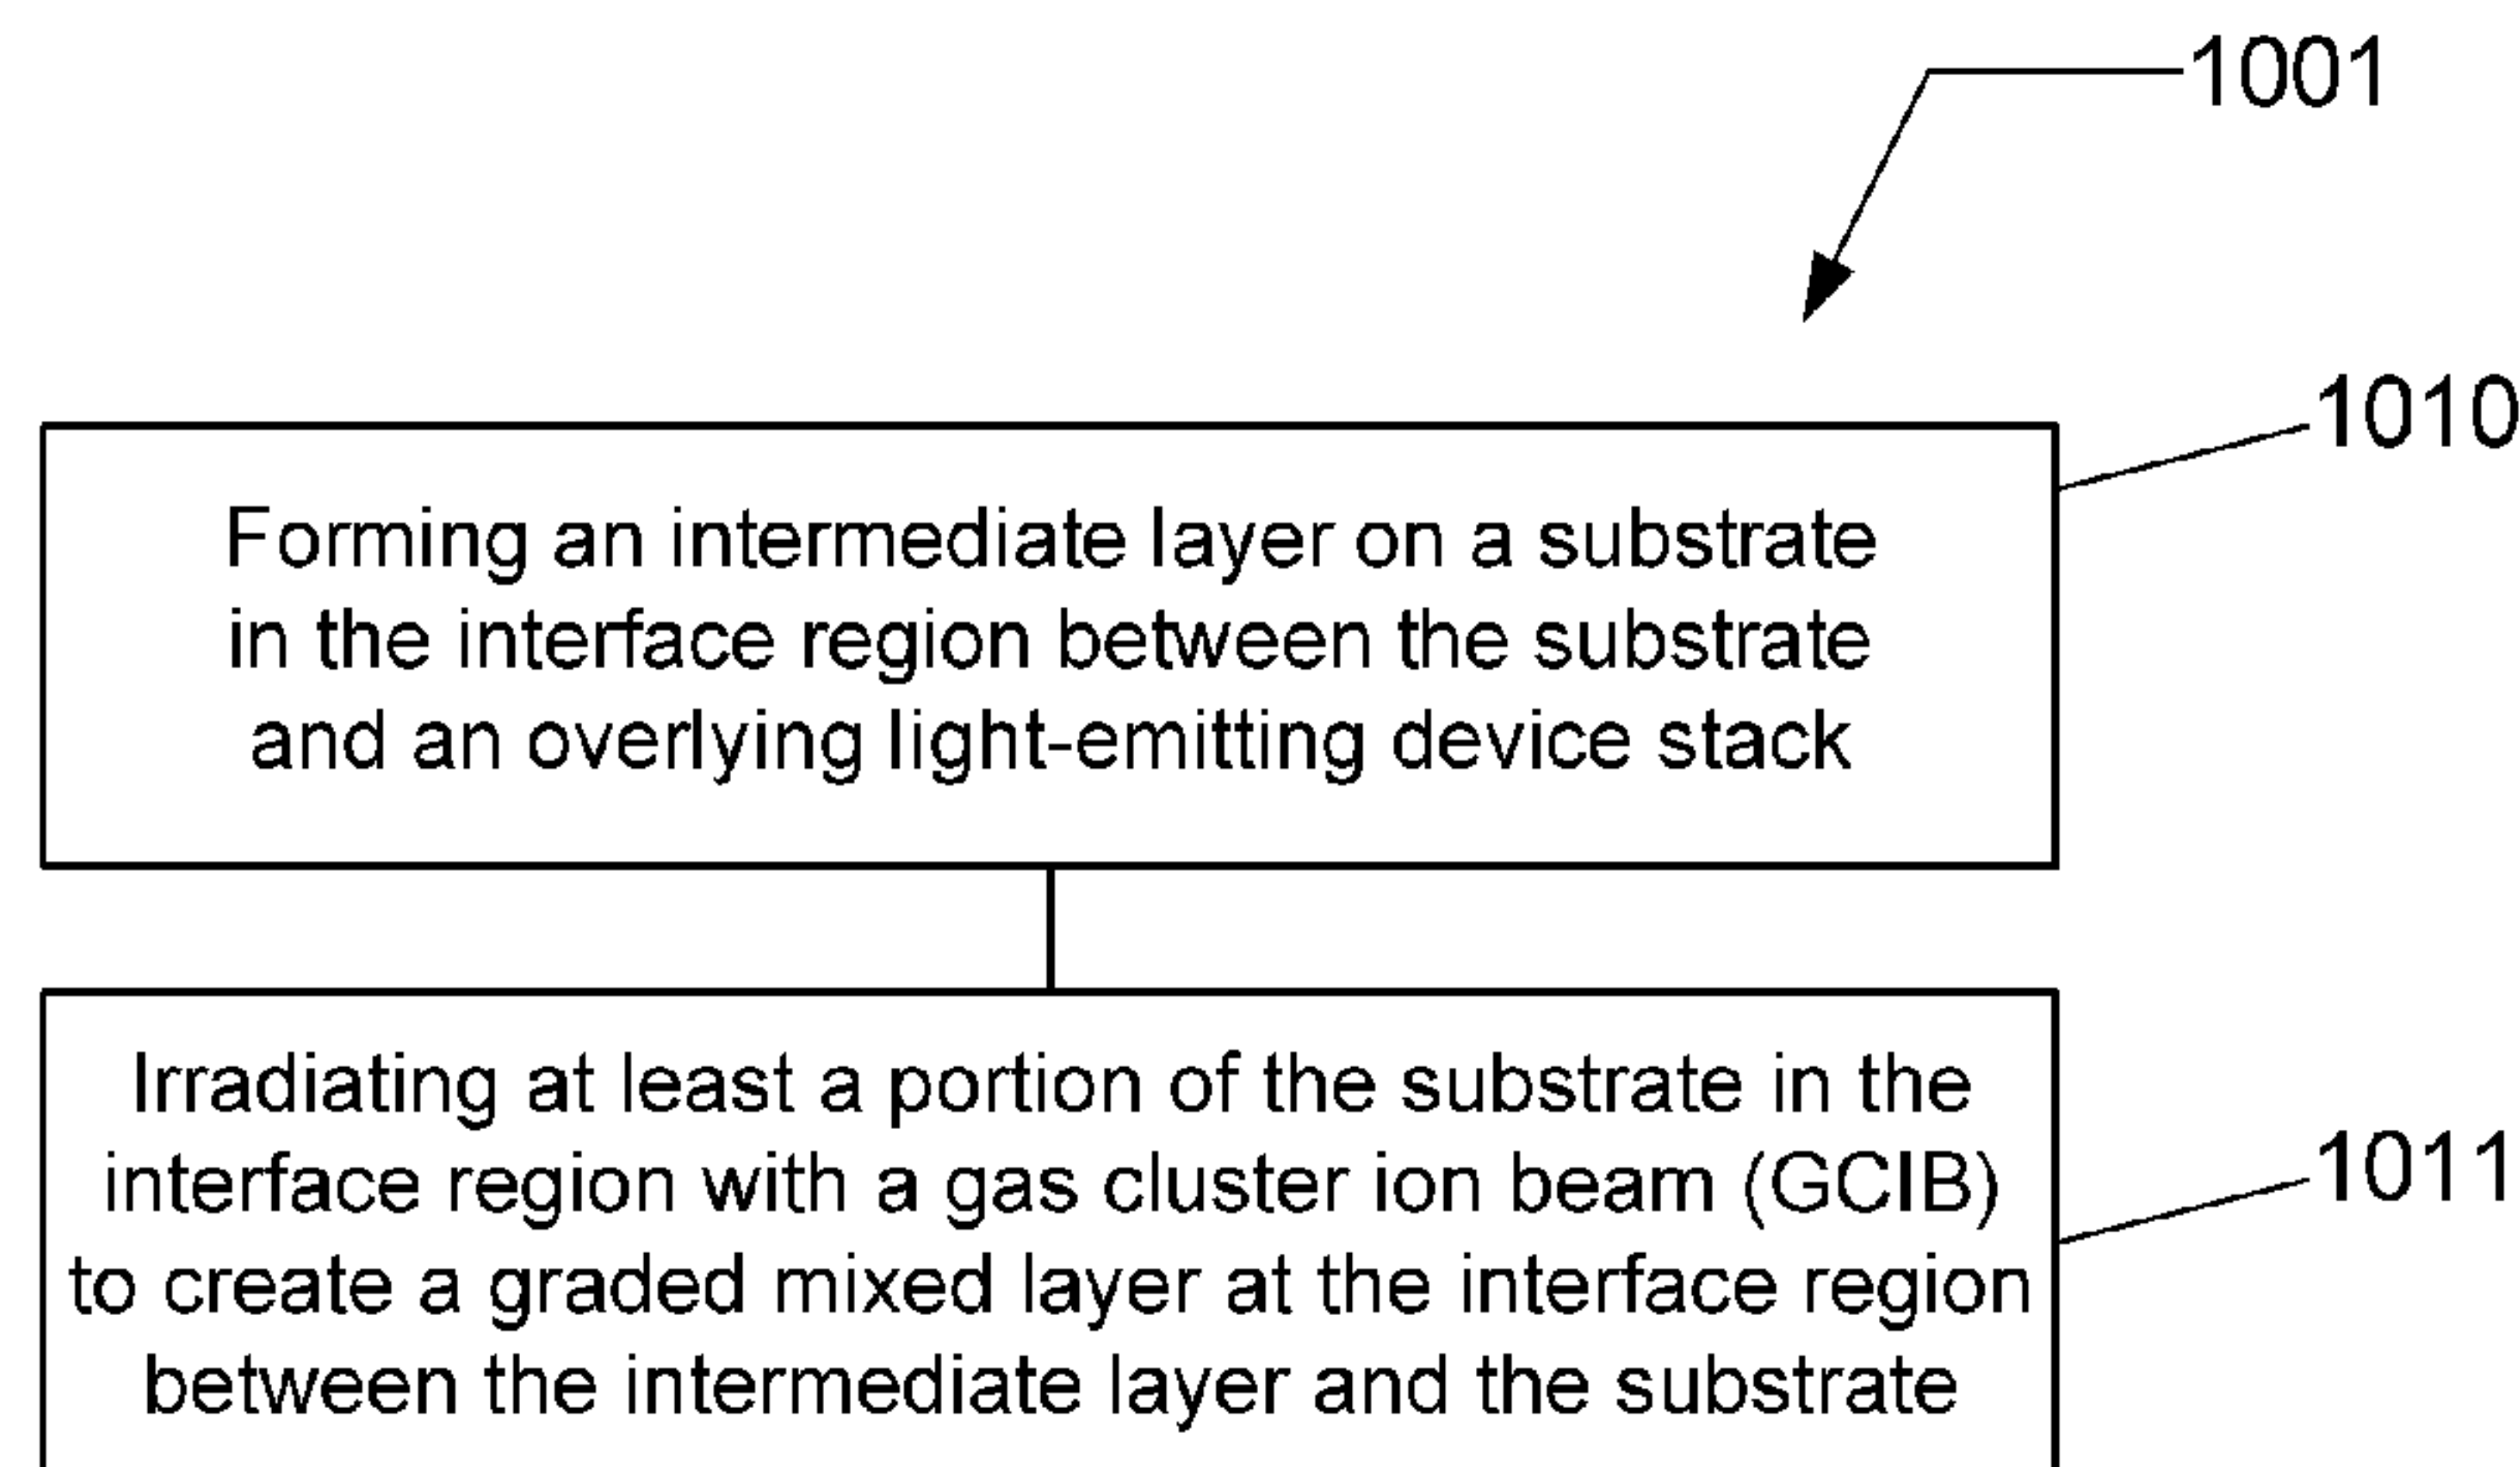 1001
1010
Forming an intermediate layer on a substrate
in the interface region between the substrate
and an overlying light-emitting device stack
Irradiating at least a portion of the substrate in the
interface region with a gas cluster ion beam (GCIB)
to create a graded mixed layer at the interface region
between the intermediate layer and the substrate
1011